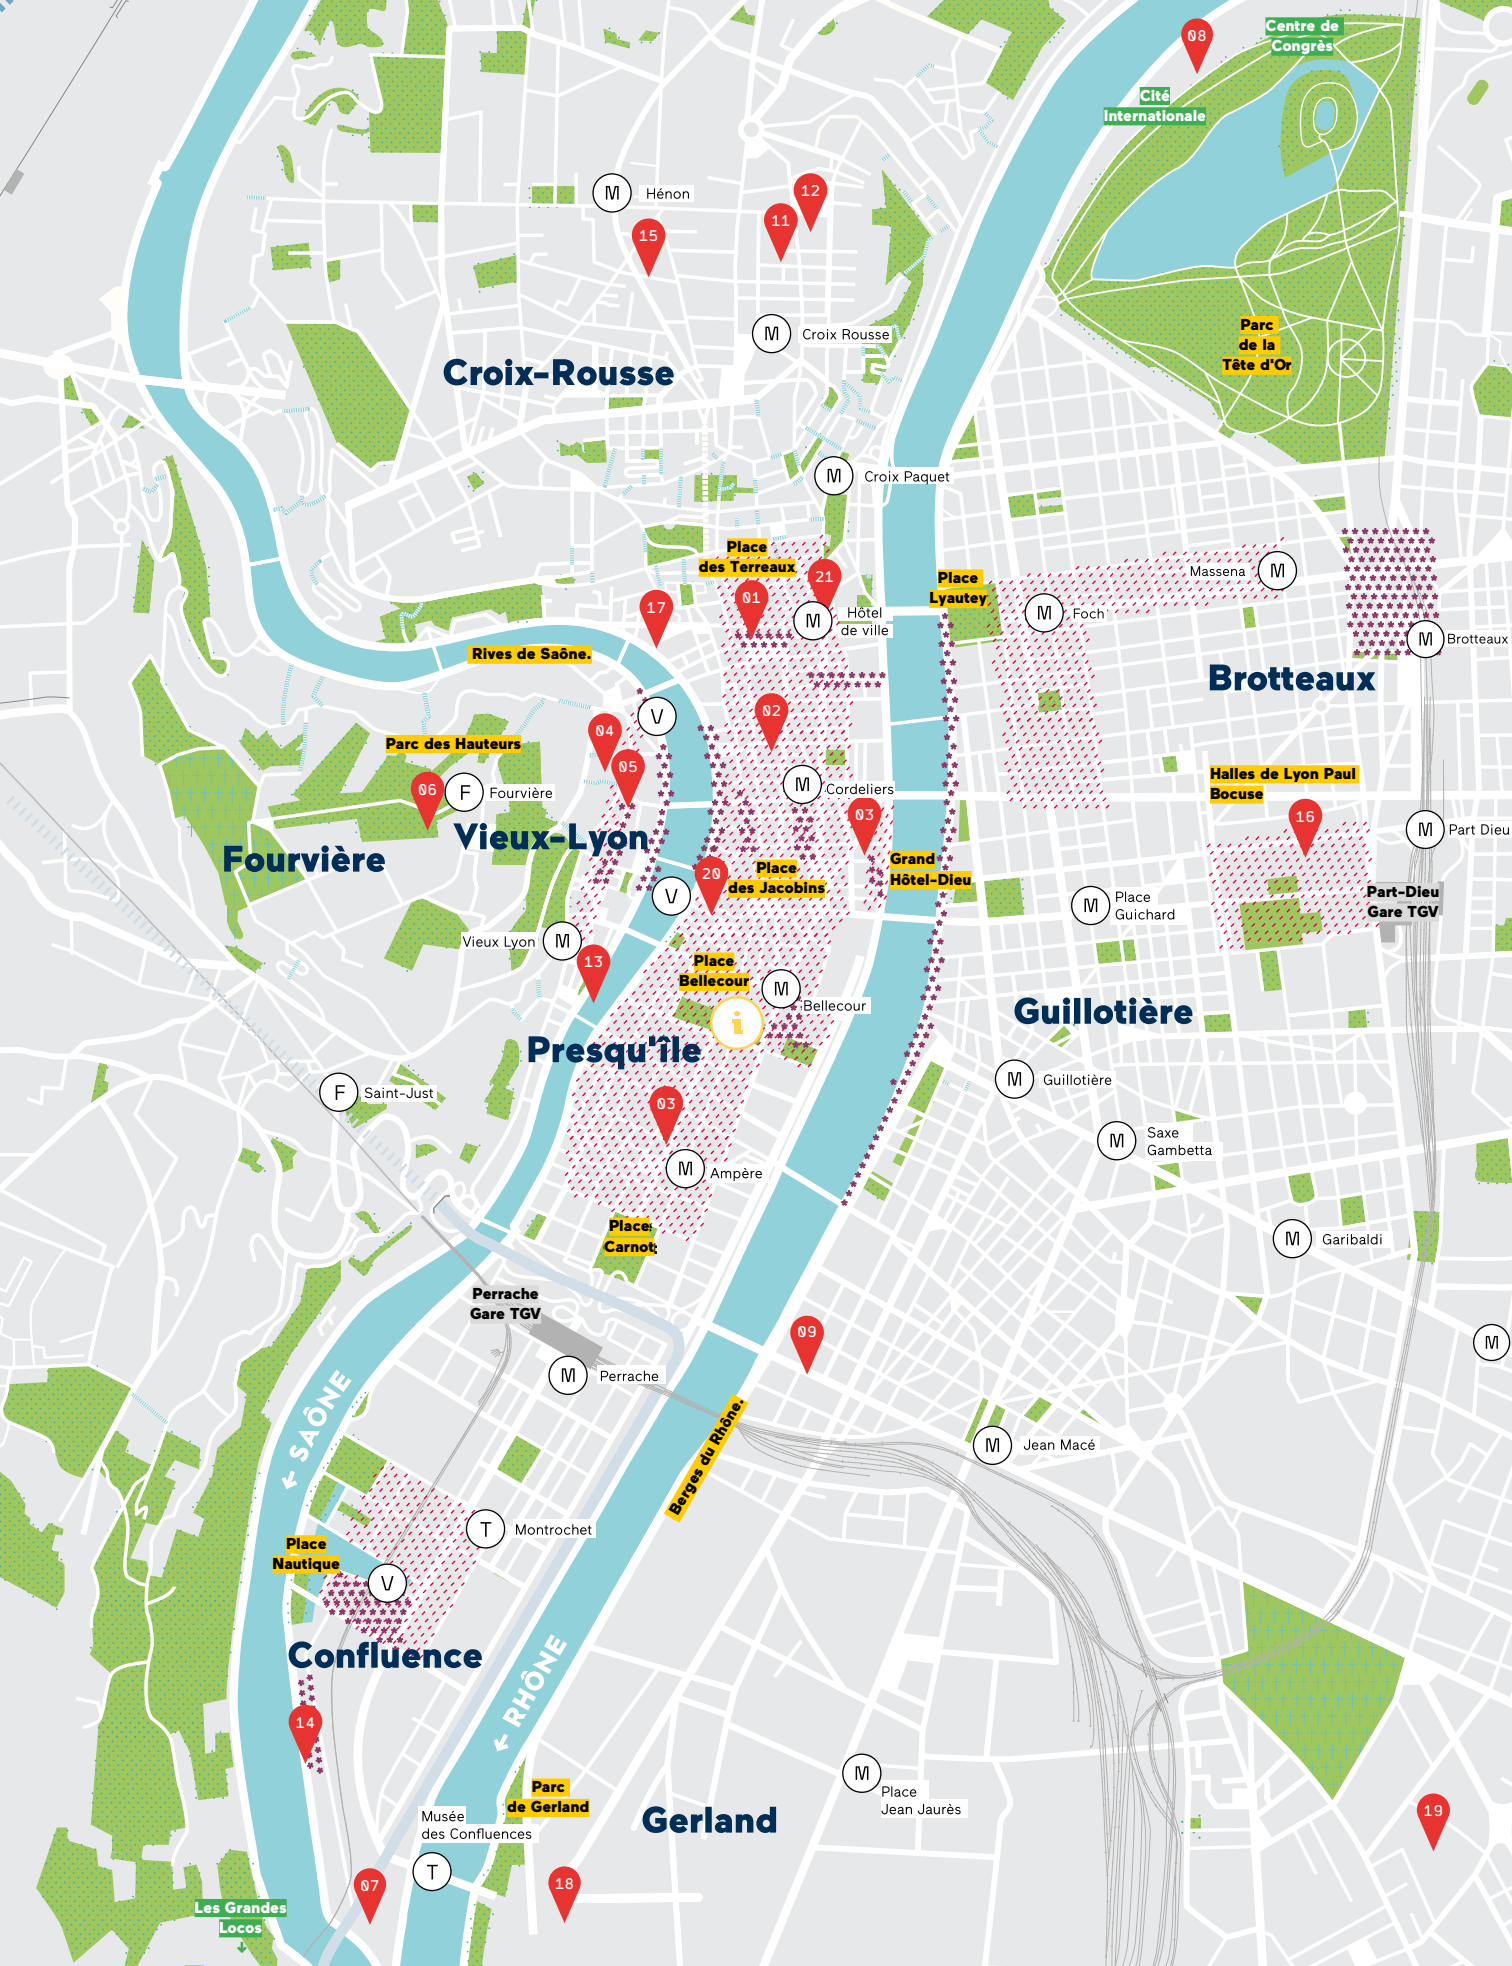 08
Centre de
Congrès
Cité
Internationale
M
Hénon
12
11
15
M
Croix Rousse
Parc
de la
Tête d'Or
Croix-Rousse
M
Croix Paquet
Place
des Terreaux
21
01
17
M
Hôtel
de ville
Place
Lyautey
Massena
M
M
Foch
M
Brotteaux
Brotteaux
Rives de Saône.
V
02
04
05
Parc des Hauteurs
06
F
Fourvière
M
Cordeliers
03
Halles de Lyon Paul
Bocuse
16
M
Part Dieu
Vieux-Lyon
Fourvière
20
V
Place
des Jacobins
Grand
Hôtel-Dieu
M
Place
Guichard
Part-Dieu
Gare TGV
Vieux Lyon
M
13
Place
Bellecour
M
Bellecour
i
Guillotière
Presqu'île
F
Saint-Just
M
Guillotière
03
M
Ampère
M
Saxe
Gambetta
Place
Carnot
M
Garibaldi
Perrache
Gare TGV
M
Perrache
09
M
← SAÔNE
Berges du Rhône.
M
Jean Macé
T
Montrochet
Place
Nautique
V
Confluence
← RHÔNE
14
M
Place
Jean Jaurès
Parc
de Gerland
Gerland
Musée
des Confluences
T
19
07
18
Les Grandes
Locos
↓